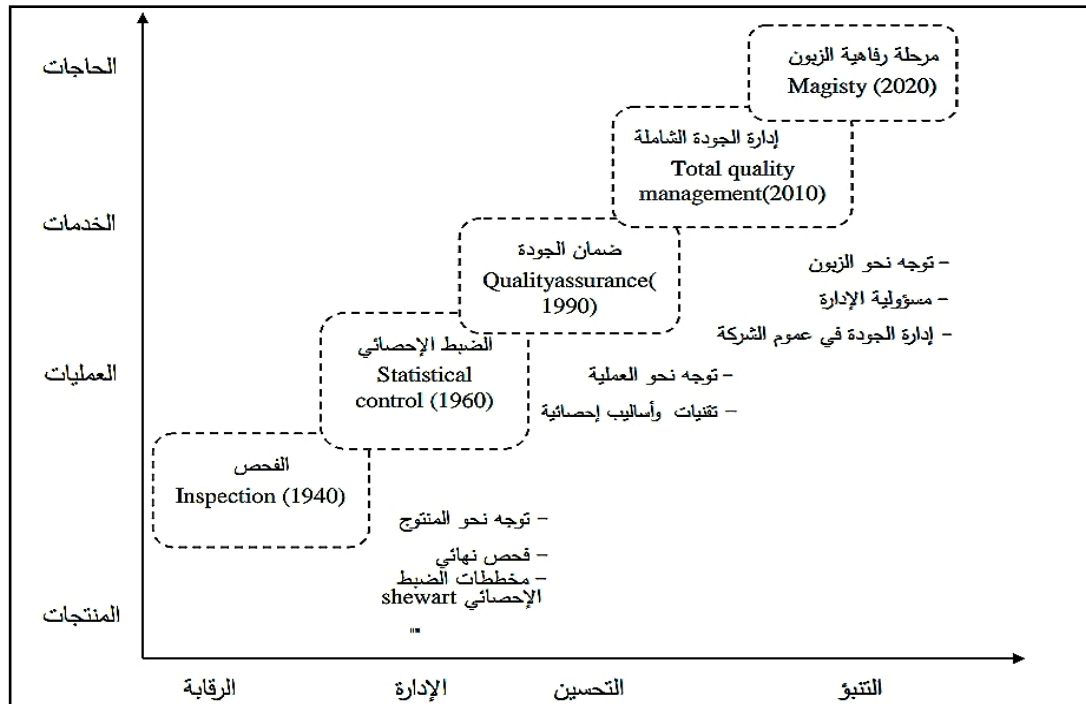 الحاجات
الخدمات
العمليات
المنتجات
مرحلة رفاهية الزبون
Magisty (2020)
إدارة الجودة الشاملة
Total quality
management(2010)
ضمان الجودة
Qualityassurance(
1990)
الضبط الإحصائي
Statistical
control (1960)
الفحص
Inspection (1940)
– توجه نحو الزبون
– مسؤولية الإدارة
– إدارة الجودة في عموم الشركة
– توجه نحو العملية
– تقنيات وأساليب إحصائية
– توجه نحو المنتوج
– فحص نهائي
– مخططات الضبط
الإحصائي shewart
الرقابة
الإدارة
التحسين
التنبؤ